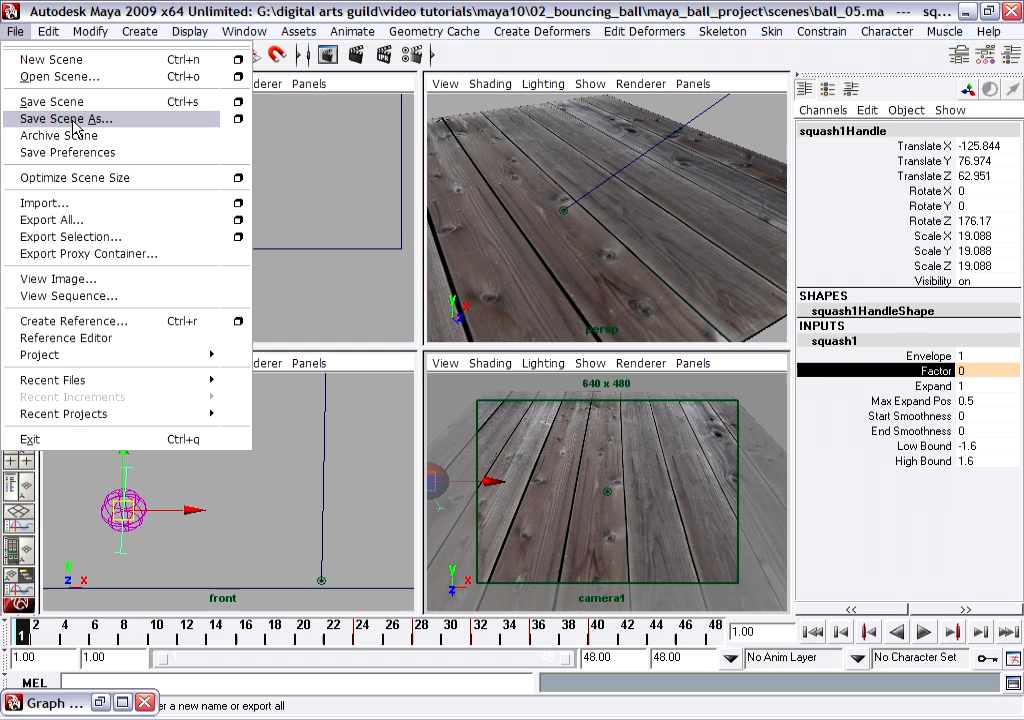 Autodesk Maya 2009 x64 Unlimited: G:\digital arts guild\video tutorials\maya10\02_bouncing_ball\maya_ball_project\scenes\ball_05.ma --- sq...
File Edit Modify Create Display Window Assets Animate Geometry Cache Create Deformers Edit Deformers Skeleton Skin Constrain Character Muscle Help
New Scene Ctrl+n
Open Scene... Ctrl+o
Save Scene Ctrl+s
Save Scene As...
Archive Scene
Save Preferences
Optimize Scene Size
Import...
Export All...
Export Selection...
Export Proxy Container...
View Image...
View Sequence...
Create Reference... Ctrl+r
Reference Editor
Project
Recent Files
Recent Increments
Recent Projects
Exit Ctrl+q
derer Panels
View Shading Lighting Show Renderer Panels
y
x
z
persp
derer Panels
y
z x
front
View Shading Lighting Show Renderer Panels
640 x 480
y
x
z
camera1
Channels Edit Object Show
squash1Handle
Translate X -125.844
Translate Y 76.974
Translate Z 62.951
Rotate X 0
Rotate Y 0
Rotate Z 176.17
Scale X 19.088
Scale Y 19.088
Scale Z 19.088
Visibility on
SHAPES
squash1HandleShape
INPUTS
squash1
Envelope 1
Factor 0
Expand 1
Max Expand Pos 0.5
Start Smoothness 0
End Smoothness 0
Low Bound -1.6
High Bound 1.6
<< >>
1 2 4 6 8 10 12 14 16 18 20 22 24 26 28 30 32 34 36 38 40 42 44 46 48 1.00
1.00 1.00 1 48.00 48.00 No Anim Layer No Character Set
MEL
Graph ... er a new name or export all